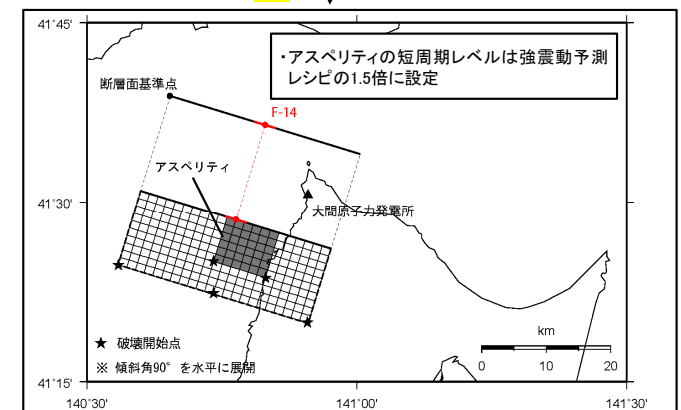 41°45'
・アスペリティの短周期レベルは強震動予測
レシピの1.5倍に設定
断層面基準点
F-14
アスペリティ
41°30'
大間原子力発電所
★ 破壊開始点
※ 傾斜角90° を水平に展開
km
0 10 20
41°15'
140°30' 141°00' 141°30'